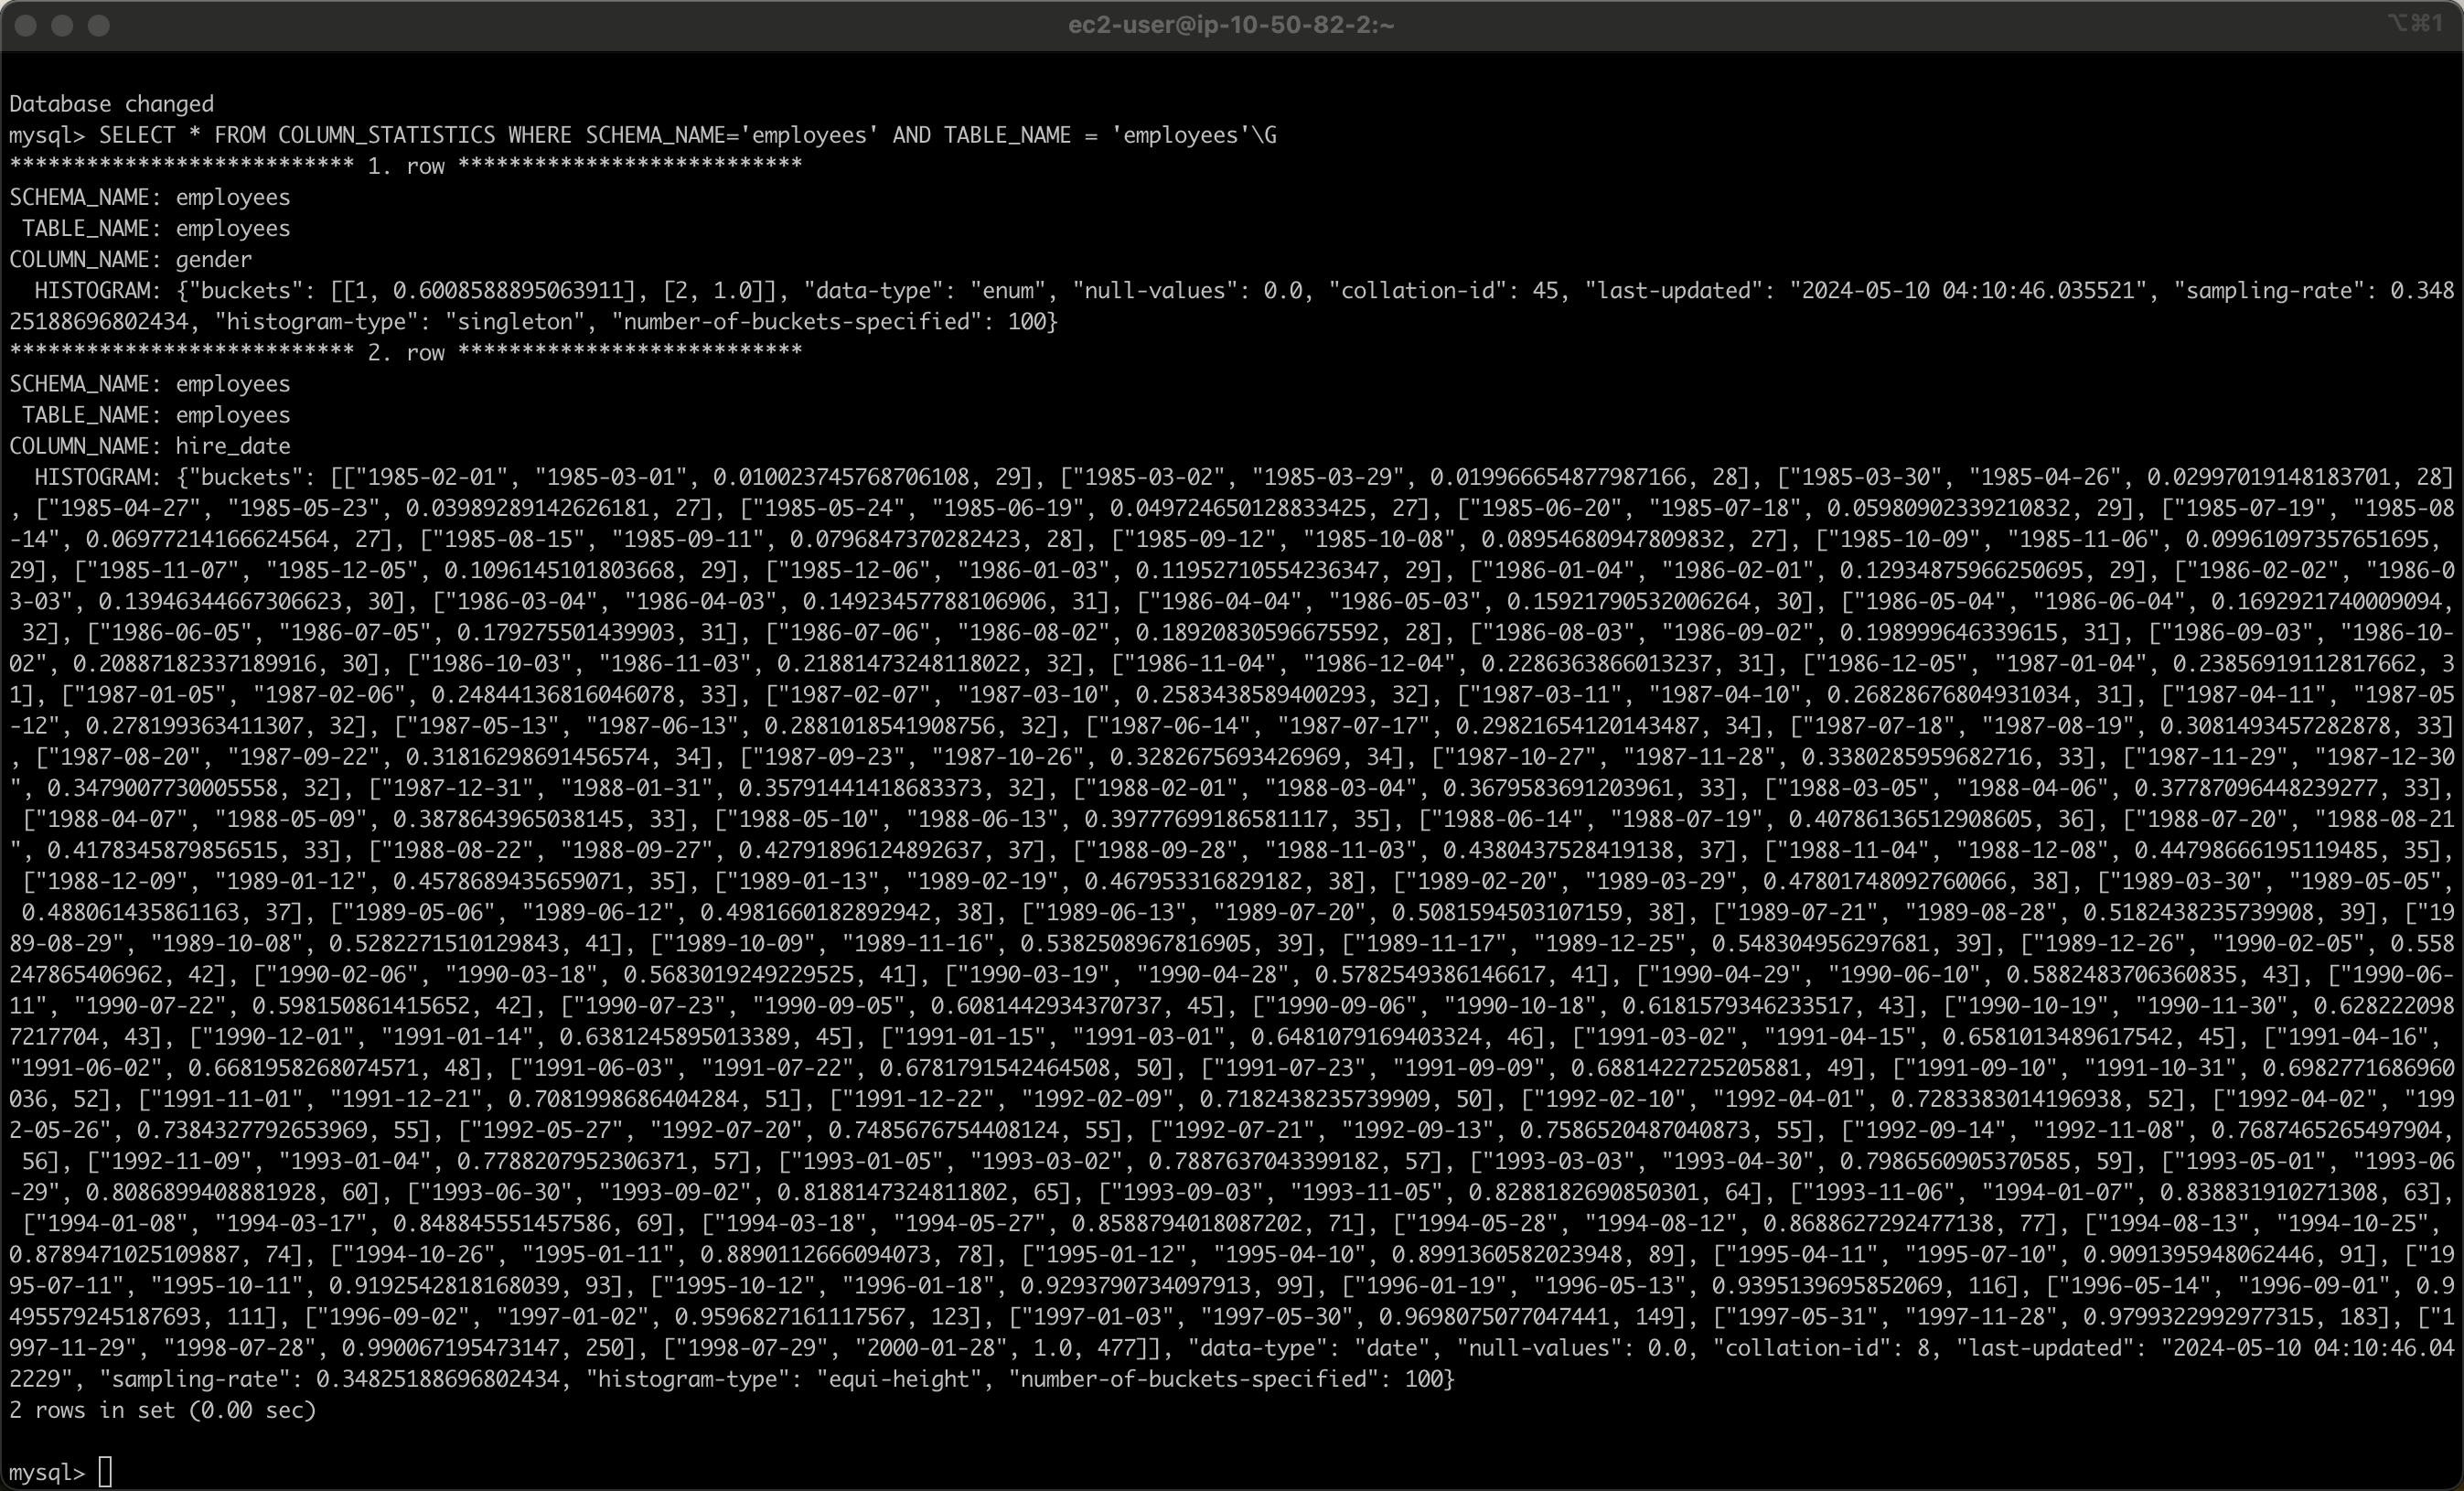 ec2-user@ip-10-50-82-2:~
⌥⌘1
Database changed
mysql> SELECT * FROM COLUMN_STATISTICS WHERE SCHEMA_NAME='employees' AND TABLE_NAME = 'employees'\G
*************************** 1. row ***************************
SCHEMA_NAME: employees
 TABLE_NAME: employees
COLUMN_NAME: gender
  HISTOGRAM: {"buckets": [[1, 0.6008588895063911], [2, 1.0]], "data-type": "enum", "null-values": 0.0, "collation-id": 45, "last-updated": "2024-05-10 04:10:46.035521", "sampling-rate": 0.348
25188696802434, "histogram-type": "singleton", "number-of-buckets-specified": 100}
*************************** 2. row ***************************
SCHEMA_NAME: employees
 TABLE_NAME: employees
COLUMN_NAME: hire_date
  HISTOGRAM: {"buckets": [["1985-02-01", "1985-03-01", 0.010023745768706108, 29], ["1985-03-02", "1985-03-29", 0.019966654877987166, 28], ["1985-03-30", "1985-04-26", 0.02997019148183701, 28]
, ["1985-04-27", "1985-05-23", 0.03989289142626181, 27], ["1985-05-24", "1985-06-19", 0.049724650128833425, 27], ["1985-06-20", "1985-07-18", 0.05980902339210832, 29], ["1985-07-19", "1985-08
-14", 0.06977214166624564, 27], ["1985-08-15", "1985-09-11", 0.0796847370282423, 28], ["1985-09-12", "1985-10-08", 0.08954680947809832, 27], ["1985-10-09", "1985-11-06", 0.09961097357651695,
29], ["1985-11-07", "1985-12-05", 0.1096145101803668, 29], ["1985-12-06", "1986-01-03", 0.11952710554236347, 29], ["1986-01-04", "1986-02-01", 0.12934875966250695, 29], ["1986-02-02", "1986-0
3-03", 0.13946344667306623, 30], ["1986-03-04", "1986-04-03", 0.14923457788106906, 31], ["1986-04-04", "1986-05-03", 0.15921790532006264, 30], ["1986-05-04", "1986-06-04", 0.1692921740009094,
 32], ["1986-06-05", "1986-07-05", 0.179275501439903, 31], ["1986-07-06", "1986-08-02", 0.18920830596675592, 28], ["1986-08-03", "1986-09-02", 0.198999646339615, 31], ["1986-09-03", "1986-10-
02", 0.20887182337189916, 30], ["1986-10-03", "1986-11-03", 0.21881473248118022, 32], ["1986-11-04", "1986-12-04", 0.2286363866013237, 31], ["1986-12-05", "1987-01-04", 0.23856919112817662, 3
1], ["1987-01-05", "1987-02-06", 0.24844136816046078, 33], ["1987-02-07", "1987-03-10", 0.2583438589400293, 32], ["1987-03-11", "1987-04-10", 0.26828676804931034, 31], ["1987-04-11", "1987-05
-12", 0.278199363411307, 32], ["1987-05-13", "1987-06-13", 0.2881018541908756, 32], ["1987-06-14", "1987-07-17", 0.29821654120143487, 34], ["1987-07-18", "1987-08-19", 0.3081493457282878, 33]
, ["1987-08-20", "1987-09-22", 0.31816298691456574, 34], ["1987-09-23", "1987-10-26", 0.3282675693426969, 34], ["1987-10-27", "1987-11-28", 0.3380285959682716, 33], ["1987-11-29", "1987-12-30
", 0.3479007730005558, 32], ["1987-12-31", "1988-01-31", 0.35791441418683373, 32], ["1988-02-01", "1988-03-04", 0.3679583691203961, 33], ["1988-03-05", "1988-04-06", 0.37787096448239277, 33],
 ["1988-04-07", "1988-05-09", 0.3878643965038145, 33], ["1988-05-10", "1988-06-13", 0.39777699186581117, 35], ["1988-06-14", "1988-07-19", 0.40786136512908605, 36], ["1988-07-20", "1988-08-21
", 0.4178345879856515, 33], ["1988-08-22", "1988-09-27", 0.42791896124892637, 37], ["1988-09-28", "1988-11-03", 0.4380437528419138, 37], ["1988-11-04", "1988-12-08", 0.44798666195119485, 35],
 ["1988-12-09", "1989-01-12", 0.4578689435659071, 35], ["1989-01-13", "1989-02-19", 0.467953316829182, 38], ["1989-02-20", "1989-03-29", 0.47801748092760066, 38], ["1989-03-30", "1989-05-05",
 0.488061435861163, 37], ["1989-05-06", "1989-06-12", 0.4981660182892942, 38], ["1989-06-13", "1989-07-20", 0.5081594503107159, 38], ["1989-07-21", "1989-08-28", 0.5182438235739908, 39], ["19
89-08-29", "1989-10-08", 0.5282271510129843, 41], ["1989-10-09", "1989-11-16", 0.5382508967816905, 39], ["1989-11-17", "1989-12-25", 0.548304956297681, 39], ["1989-12-26", "1990-02-05", 0.558
247865406962, 42], ["1990-02-06", "1990-03-18", 0.5683019249229525, 41], ["1990-03-19", "1990-04-28", 0.5782549386146617, 41], ["1990-04-29", "1990-06-10", 0.5882483706360835, 43], ["1990-06-
11", "1990-07-22", 0.598150861415652, 42], ["1990-07-23", "1990-09-05", 0.6081442934370737, 45], ["1990-09-06", "1990-10-18", 0.6181579346233517, 43], ["1990-10-19", "1990-11-30", 0.628222098
7217704, 43], ["1990-12-01", "1991-01-14", 0.6381245895013389, 45], ["1991-01-15", "1991-03-01", 0.6481079169403324, 46], ["1991-03-02", "1991-04-15", 0.6581013489617542, 45], ["1991-04-16",
"1991-06-02", 0.6681958268074571, 48], ["1991-06-03", "1991-07-22", 0.6781791542464508, 50], ["1991-07-23", "1991-09-09", 0.6881422725205881, 49], ["1991-09-10", "1991-10-31", 0.6982771686960
036, 52], ["1991-11-01", "1991-12-21", 0.7081998686404284, 51], ["1991-12-22", "1992-02-09", 0.7182438235739909, 50], ["1992-02-10", "1992-04-01", 0.7283383014196938, 52], ["1992-04-02", "199
2-05-26", 0.7384327792653969, 55], ["1992-05-27", "1992-07-20", 0.7485676754408124, 55], ["1992-07-21", "1992-09-13", 0.7586520487040873, 55], ["1992-09-14", "1992-11-08", 0.7687465265497904,
 56], ["1992-11-09", "1993-01-04", 0.7788207952306371, 57], ["1993-01-05", "1993-03-02", 0.7887637043399182, 57], ["1993-03-03", "1993-04-30", 0.7986560905370585, 59], ["1993-05-01", "1993-06
-29", 0.8086899408881928, 60], ["1993-06-30", "1993-09-02", 0.8188147324811802, 65], ["1993-09-03", "1993-11-05", 0.8288182690850301, 64], ["1993-11-06", "1994-01-07", 0.838831910271308, 63],
 ["1994-01-08", "1994-03-17", 0.848845551457586, 69], ["1994-03-18", "1994-05-27", 0.8588794018087202, 71], ["1994-05-28", "1994-08-12", 0.8688627292477138, 77], ["1994-08-13", "1994-10-25",
0.8789471025109887, 74], ["1994-10-26", "1995-01-11", 0.8890112666094073, 78], ["1995-01-12", "1995-04-10", 0.8991360582023948, 89], ["1995-04-11", "1995-07-10", 0.9091395948062446, 91], ["19
95-07-11", "1995-10-11", 0.9192542818168039, 93], ["1995-10-12", "1996-01-18", 0.9293790734097913, 99], ["1996-01-19", "1996-05-13", 0.9395139695852069, 116], ["1996-05-14", "1996-09-01", 0.9
495579245187693, 111], ["1996-09-02", "1997-01-02", 0.9596827161117567, 123], ["1997-01-03", "1997-05-30", 0.9698075077047441, 149], ["1997-05-31", "1997-11-28", 0.9799322992977315, 183], ["1
997-11-29", "1998-07-28", 0.990067195473147, 250], ["1998-07-29", "2000-01-28", 1.0, 477]], "data-type": "date", "null-values": 0.0, "collation-id": 8, "last-updated": "2024-05-10 04:10:46.04
2229", "sampling-rate": 0.34825188696802434, "histogram-type": "equi-height", "number-of-buckets-specified": 100}
2 rows in set (0.00 sec)
mysql>